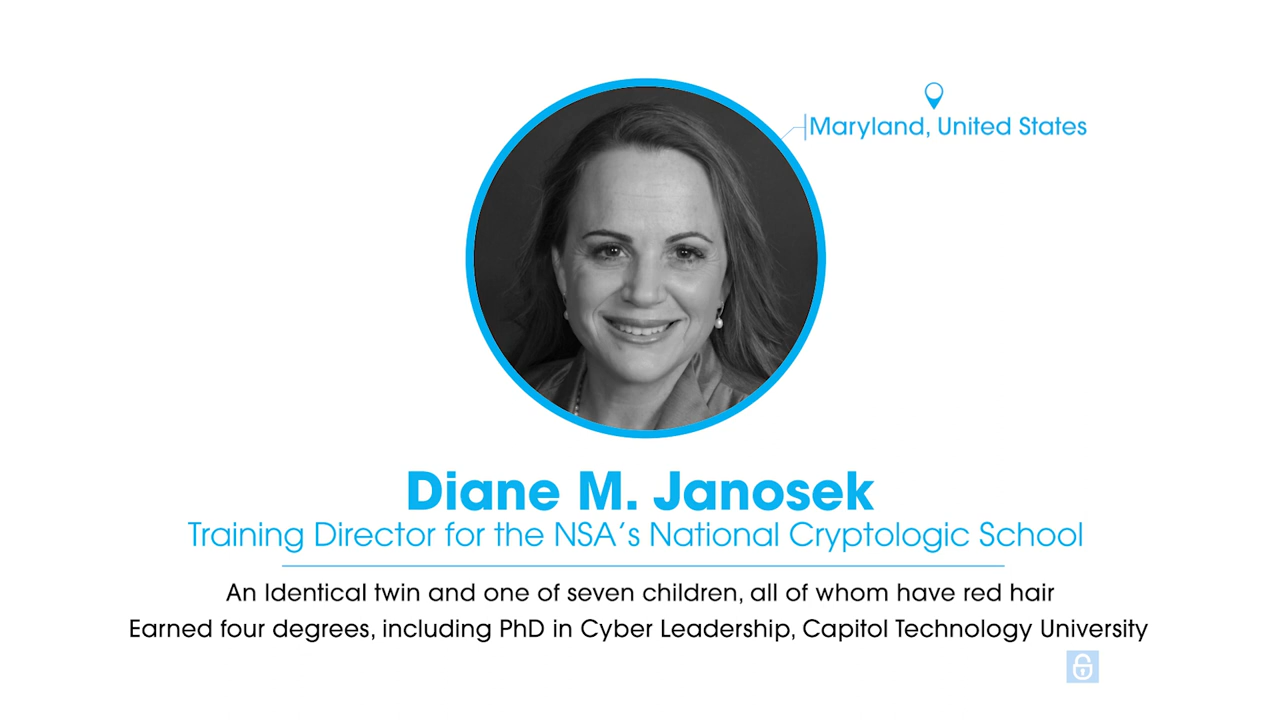 Maryland, United States
Diane M. Janosek
Training Director for the NSA´s National Cryptologic School
An Identical twin and one of seven children, all of whom have red hair
Earned four degrees, including PhD in Cyber Leadership, Capitol Technology University